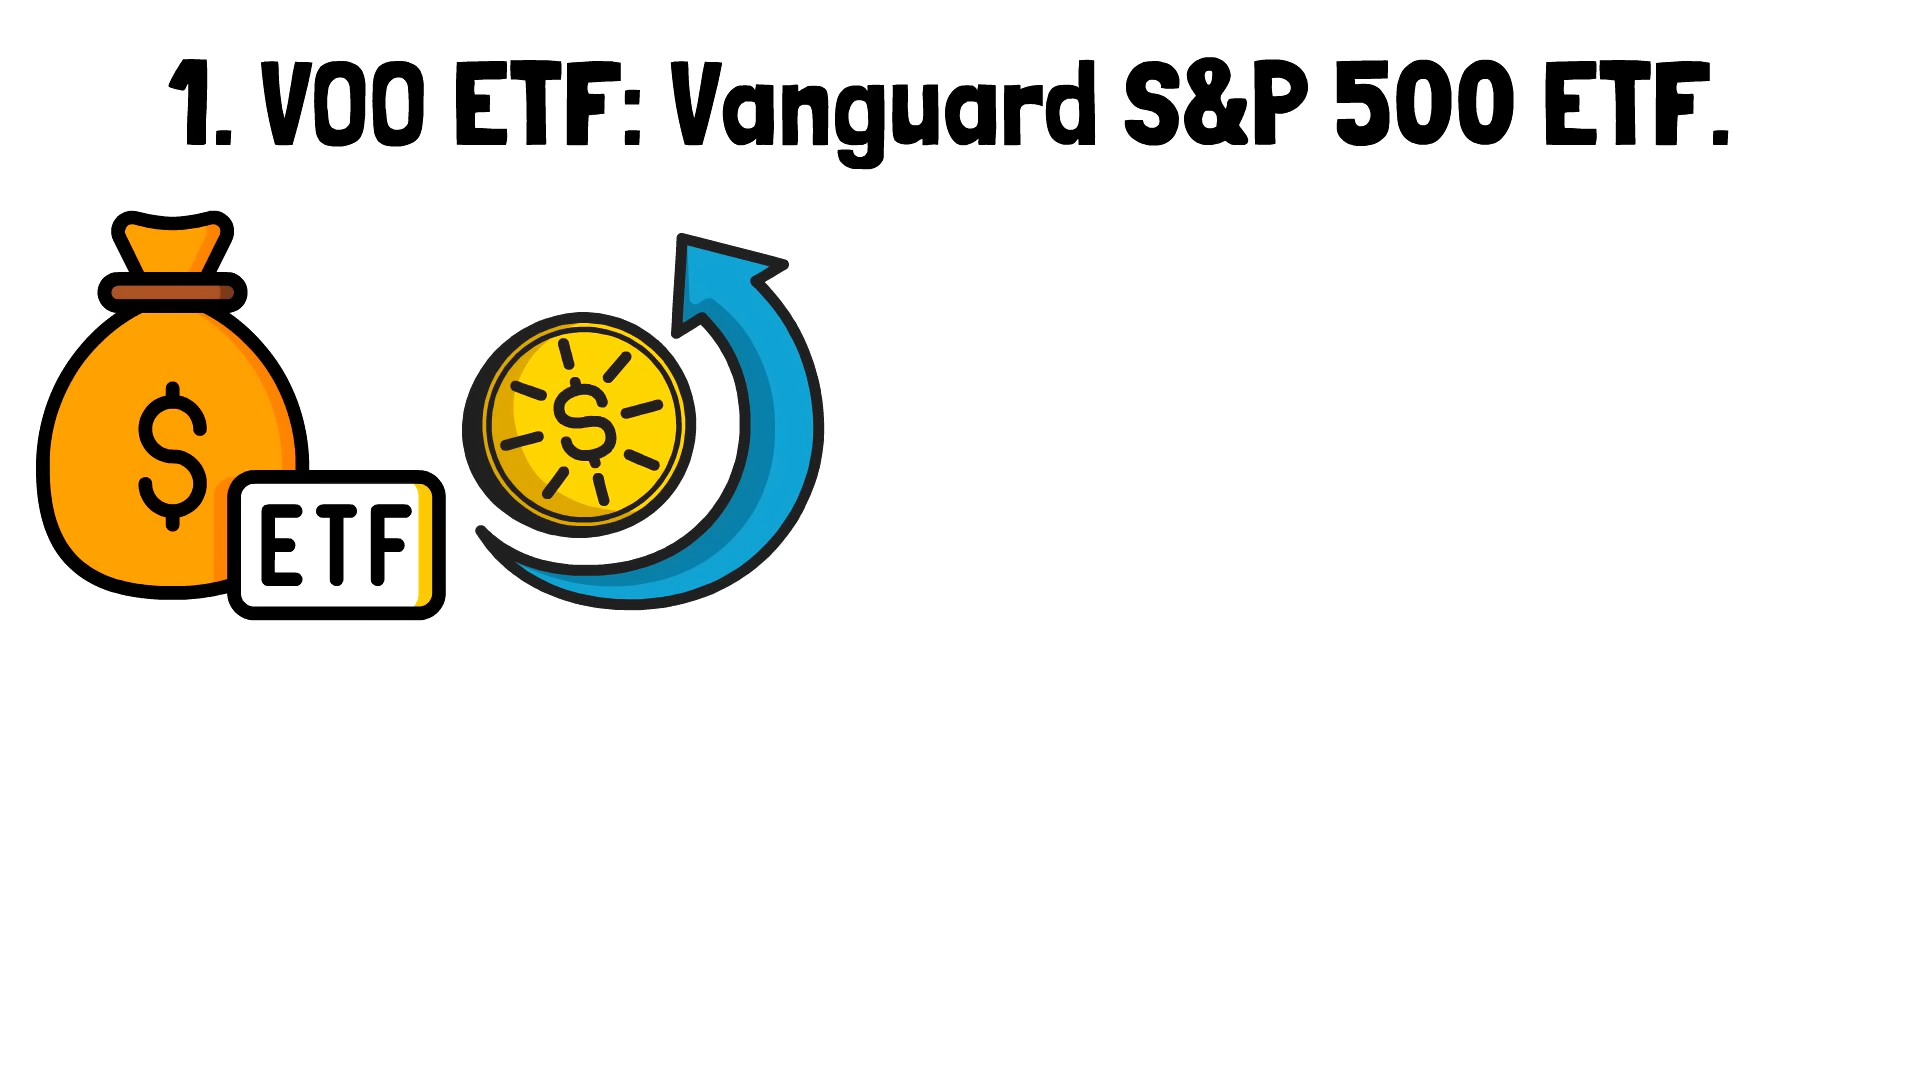 1. VOO ETF: Vanguard S&P 500 ETF.
$
ETF
$